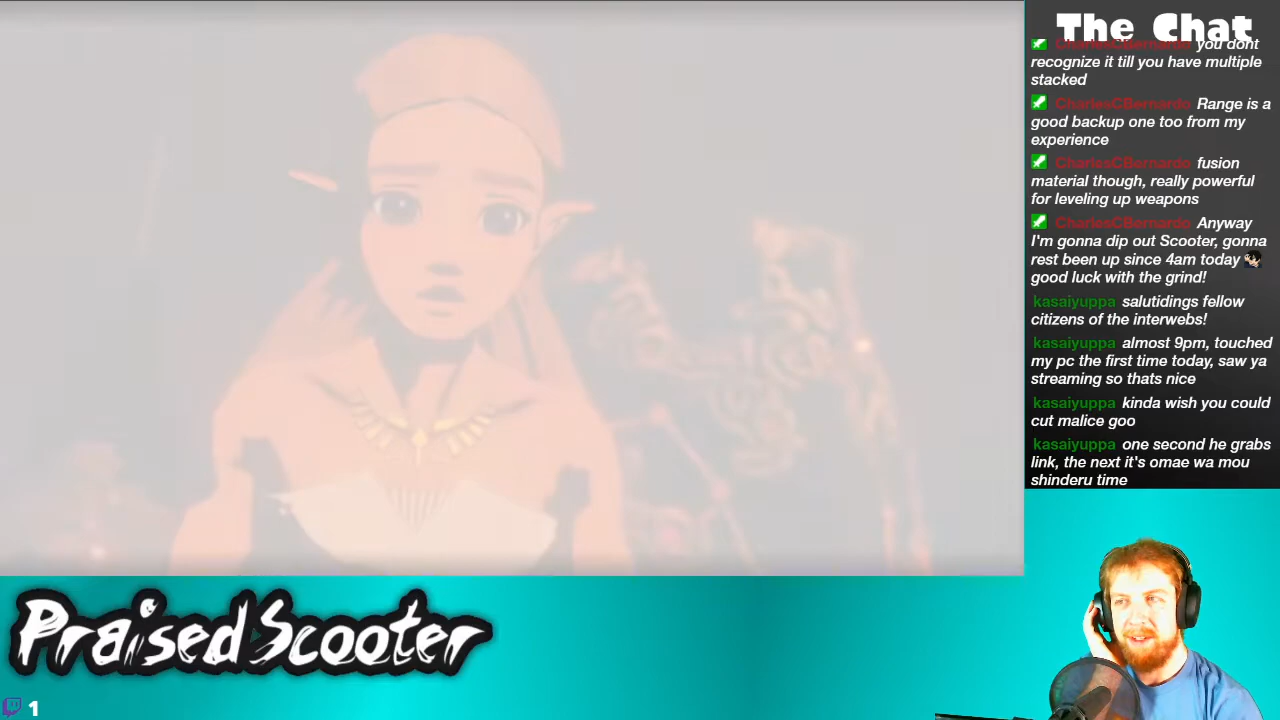 The Chat
CharlesCBernardo you dont
recognize it till you have multiple
stacked
CharlesCBernardo Range is a
good backup one too from my
experience
CharlesCBernardo fusion
material though, really powerful
for leveling up weapons
CharlesCBernardo Anyway
I'm gonna dip out Scooter, gonna
rest been up since 4am today
good luck with the grind!
kasaiyuppa salutidings fellow
citizens of the interwebs!
kasaiyuppa almost 9pm, touched
my pc the first time today, saw ya
streaming so thats nice
kasaiyuppa kinda wish you could
cut malice goo
kasaiyuppa one second he grabs
link, the next it's omae wa mou
shinderu time
PraisedScooter
1